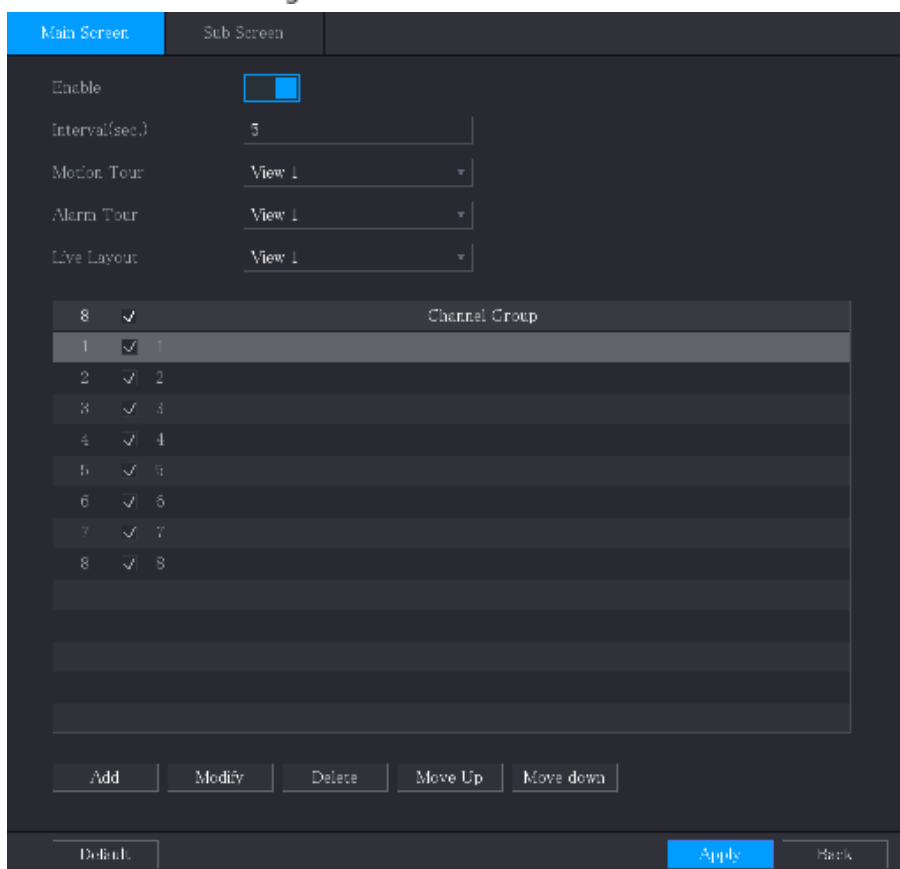 Main Screen Sub Screen
Enable
Interval(sec.) 5
Motion Tour View 1
Alarm Tour View 1
Live Layout View 1
8 Channel Group
1 1
2 2
3 3
4 4
5 5
6 6
7 7
8 8
Add Modify Delete Move Up Move down
Default Apply Back